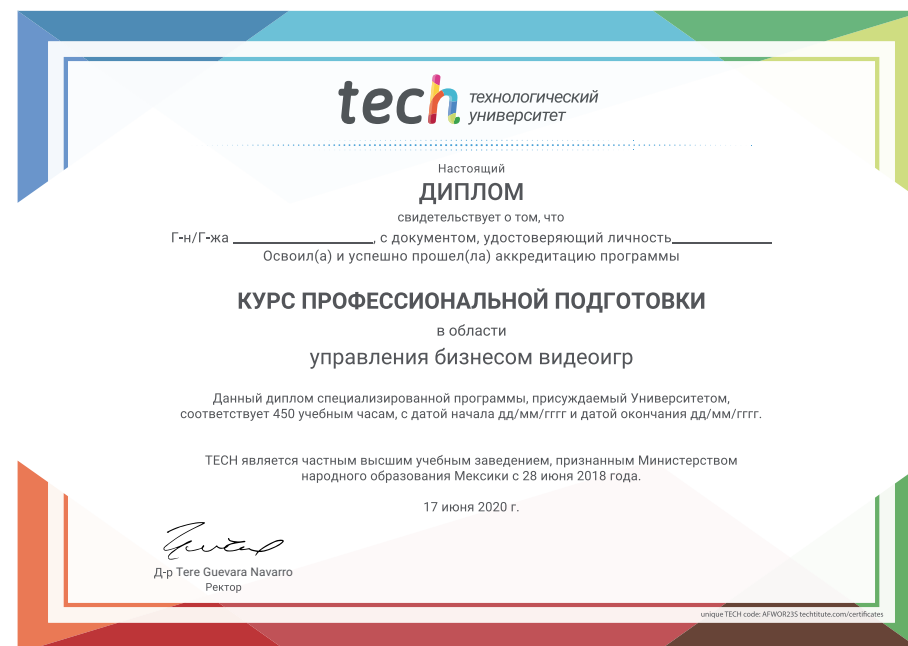 tech технологический
университет
Настоящий
ДИПЛОМ
свидетельствует о том, что
Г-н/Г-жа ____________________, с документом, удостоверяющий личность______________
Освоил(а) и успешно прошел(ла) аккредитацию программы
КУРС ПРОФЕССИОНАЛЬНОЙ ПОДГОТОВКИ
в области
управления бизнесом видеоигр
Данный диплом специализированной программы, присуждаемый Университетом,
соответствует 450 учебным часам, с датой начала дд/мм/гггг и датой окончания дд/мм/гггг.
TECH является частным высшим учебным заведением, признанным Министерством
народного образования Мексики с 28 июня 2018 года.
17 июня 2020 г.
Д-р Tere Guevara Navarro
Ректор
unique TECH code: AFWOR23S techtitute.com/certificates